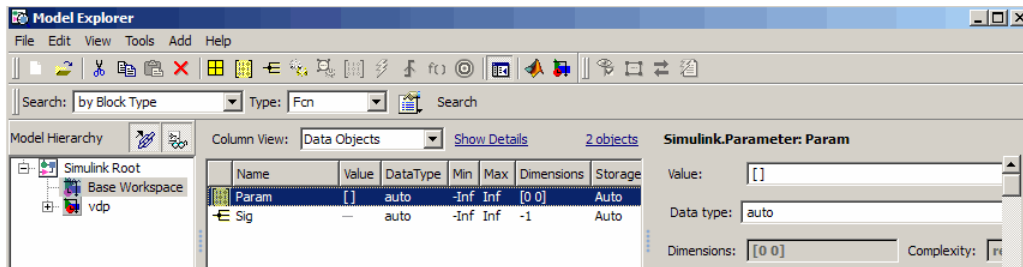 Model Explorer
File Edit View Tools Add Help
Search: by Block Type Type: Fcn Search
Model Hierarchy Column View: Data Objects Show Details 2 objects Simulink.Parameter: Param
Simulink Root
Base Workspace
vdp
Name Value DataType Min Max Dimensions Storage
Param [] auto -Inf Inf [0 0] Auto
Sig — auto -Inf Inf -1 Auto
Value: []
Data type: auto
Dimensions: [0 0] Complexity: